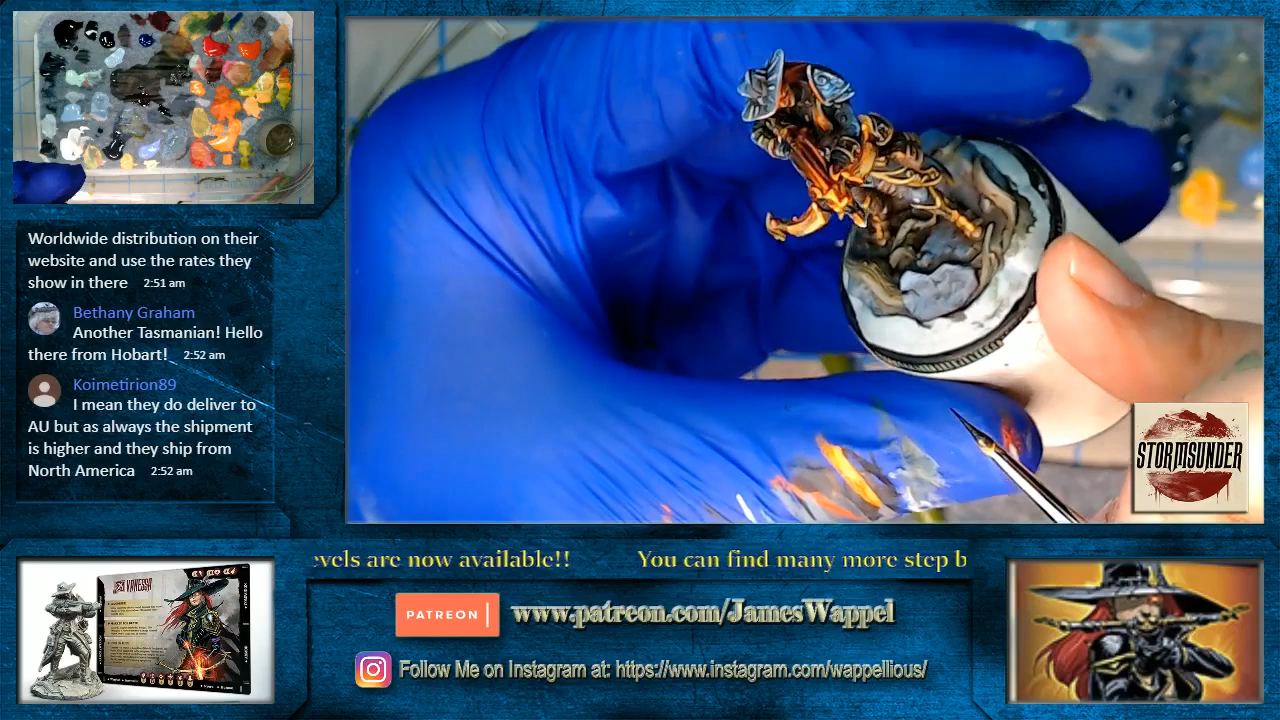 Worldwide distribution on their
website and use the rates they
show in there 2:51 am
Bethany Graham
Another Tasmanian! Hello
there from Hobart! 2:52 am
Koimetirion89
I mean they do deliver to
AU but as always the shipment
is higher and they ship from
North America 2:52 am
STORMSUNDER
VANESSA
evels are now available!! You can find many more step b
PATREON
www.patreon.com/JamesWappel
Follow Me on Instagram at: https://www.instagram.com/wappellious/